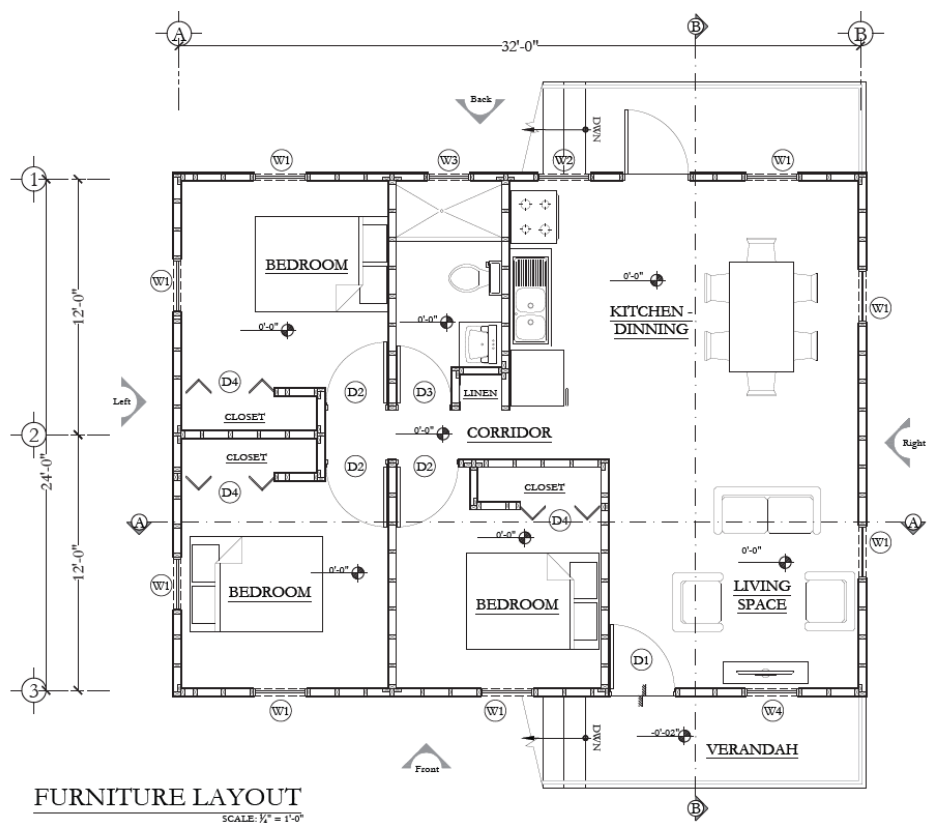 A
B
B
32'-0"
Back
DWN
1
W1
W3
W2
W1
BEDROOM
W1
0'-0"
0'-0"
0'-0"
KITCHEN -
DINNING
W1
12'-0"
D4
D2
D3
LINEN
Left
CLOSET
2
0'-0"
CORRIDOR
Right
24'-0"
CLOSET
D2
D2
D4
CLOSET
A
D4
A
0'-0"
W1
0'-0"
12'-0"
W1
0'-0"
BEDROOM
BEDROOM
LIVING
SPACE
D1
3
W1
W1
W4
DWN
-0'-02"
VERANDAH
Front
B
FURNITURE LAYOUT
SCALE: ¼" = 1'-0"